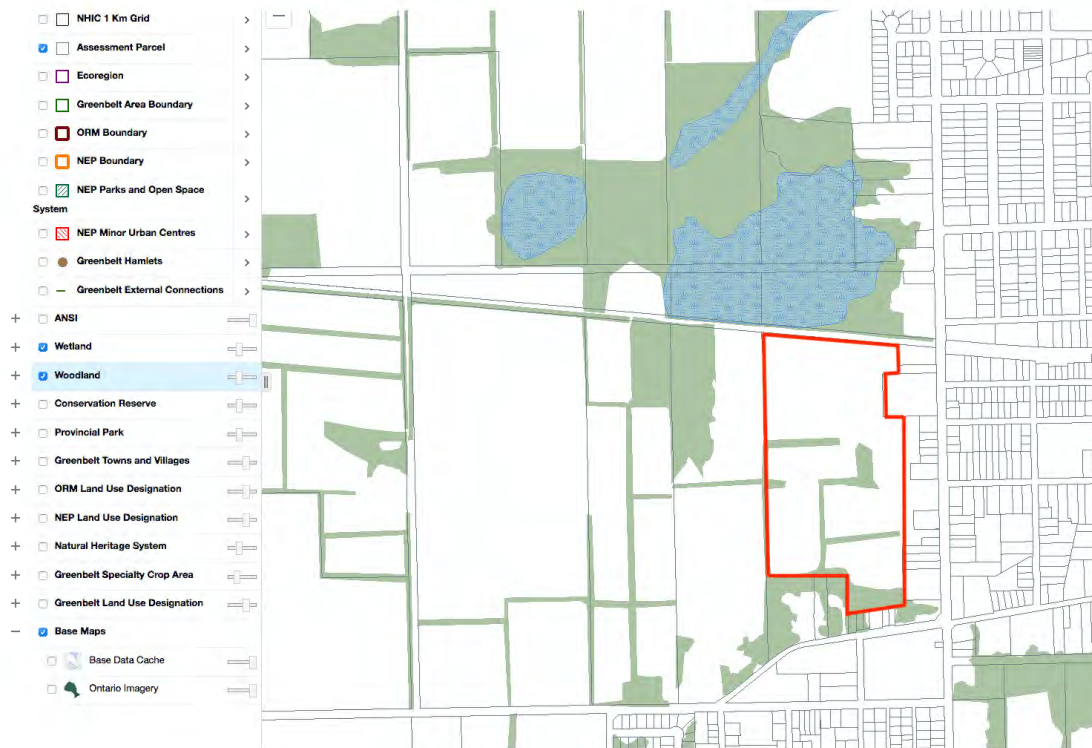 NHIC 1 Km Grid
Assessment Parcel
Ecoregion
Greenbelt Area Boundary
ORM Boundary
NEP Boundary
NEP Parks and Open Space
System
NEP Minor Urban Centres
Greenbelt Hamlets
Greenbelt External Connections
ANSI
Wetland
Woodland
Conservation Reserve
Provincial Park
Greenbelt Towns and Villages
ORM Land Use Designation
NEP Land Use Designation
Natural Heritage System
Greenbelt Specialty Crop Area
Greenbelt Land Use Designation
Base Maps
Base Data Cache
Ontario Imagery